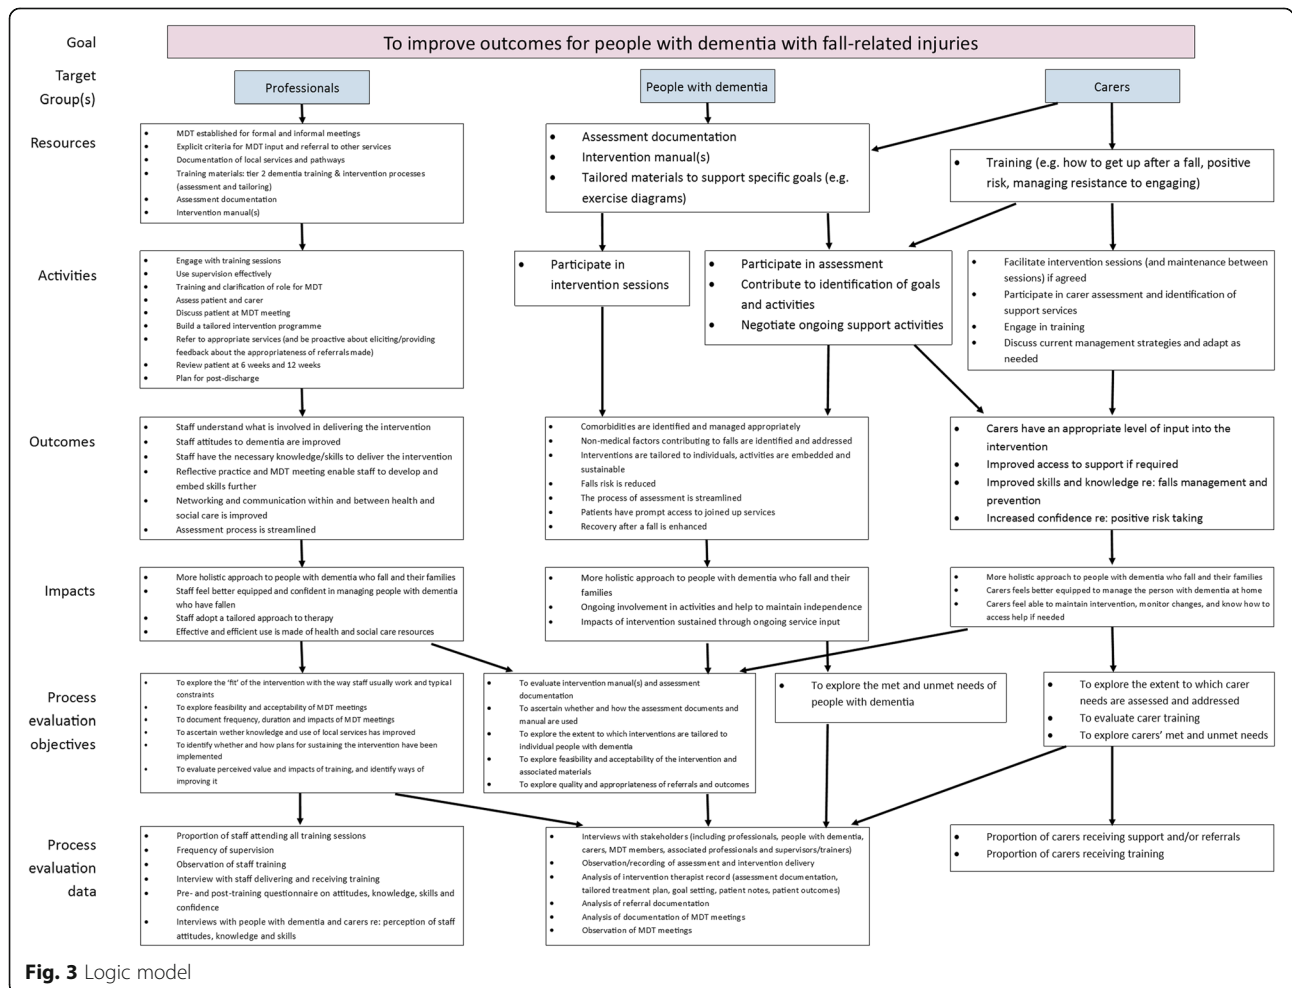 Goal
To improve outcomes for people with dementia with fall-related injuries
Target
Group(s)
Professionals
People with dementia
Carers
Resources
• MDT established for formal and informal meetings
• Explicit criteria for MDT input and referral to other services
• Documentation of local services and pathways
• Training materials: tier 2 dementia training & intervention processes
(assessment and tailoring)
• Assessment documentation
• Intervention manual(s)
• Assessment documentation
• Intervention manual(s)
• Tailored materials to support specific goals (e.g.
exercise diagrams)
• Training (e.g. how to get up after a fall, positive
risk, managing resistance to engaging)
Activities
• Engage with training sessions
• Use supervision effectively
• Training and clarification of role for MDT
• Assess patient and carer
• Discuss patient at MDT meeting
• Build a tailored intervention programme
• Refer to appropriate services (and be proactive about eliciting/providing
feedback about the appropriateness of referrals made)
• Review patient at 6 weeks and 12 weeks
• Plan for post-discharge
• Participate in
intervention sessions
• Participate in assessment
• Contribute to identification of goals
and activities
• Negotiate ongoing support activities
• Facilitate intervention sessions (and maintenance between
sessions) if agreed
• Participate in carer assessment and identification of
support services
• Engage in training
• Discuss current management strategies and adapt as
needed
Outcomes
• Staff understand what is involved in delivering the intervention
• Staff attitudes to dementia are improved
• Staff have the necessary knowledge/skills to deliver the intervention
• Reflective practice and MDT meeting enable staff to develop and
embed skills further
• Networking and communication within and between health and
social care is improved
• Assessment process is streamlined
• Comorbidities are identified and managed appropriately
• Non-medical factors contributing to falls are identified and addressed
• Interventions are tailored to individuals, activities are embedded and
sustainable
• Falls risk is reduced
• The process of assessment is streamlined
• Patients have prompt access to joined up services
• Recovery after a fall is enhanced
• Carers have an appropriate level of input into the
intervention
• Improved access to support if required
• Improved skills and knowledge re: falls management and
prevention
• Increased confidence re: positive risk taking
Impacts
• More holistic approach to people with dementia who fall and their families
• Staff feel better equipped and confident in managing people with dementia
who have fallen
• Staff adopt a tailored approach to therapy
• Effective and efficient use is made of health and social care resources
• More holistic approach to people with dementia who fall and their
families
• Ongoing involvement in activities and help to maintain independence
• Impacts of intervention sustained through ongoing service input
• More holistic approach to people with dementia who fall and their families
• Carers feels better equipped to manage the person with dementia at home
• Carers feel able to maintain intervention, monitor changes, and know how to
access help if needed
Process
evaluation
objectives
• To explore the ‘fit’ of the intervention with the way staff usually work and typical
constraints
• To explore feasibility and acceptability of MDT meetings
• To document frequency, duration and impacts of MDT meetings
• To ascertain wether knowledge and use of local services has improved
• To identify whether and how plans for sustaining the intervention have been
implemented
• To evaluate perceived value and impacts of training, and identify ways of
improving it
• To evaluate intervention manual(s) and assessment
documentation
• To ascertain whether and how the assessment documents and
manual are used
• To explore the extent to which interventions are tailored to
individual people with dementia
• To explore feasibility and acceptability of the intervention and
associated materials
• To explore quality and appropriateness of referrals and outcomes
• To explore the met and unmet needs of
people with dementia
• To explore the extent to which carer
needs are assessed and addressed
• To evaluate carer training
• To explore carers’ met and unmet needs
Process
evaluation
data
• Proportion of staff attending all training sessions
• Frequency of supervision
• Observation of staff training
• Interview with staff delivering and receiving training
• Pre- and post-training questionnaire on attitudes, knowledge, skills and
confidence
• Interviews with people with dementia and carers re: perception of staff
attitudes, knowledge and skills
• Interviews with stakeholders (including professionals, people with dementia,
carers, MDT members, associated professionals and supervisors/trainers)
• Observation/recording of assessment and intervention delivery
• Analysis of intervention therapist record (assessment documentation,
tailored treatment plan, goal setting, patient notes, patient outcomes)
• Analysis of referral documentation
• Analysis of documentation of MDT meetings
• Observation of MDT meetings
• Proportion of carers receiving support and/or referrals
• Proportion of carers receiving training
Fig. 3 Logic model